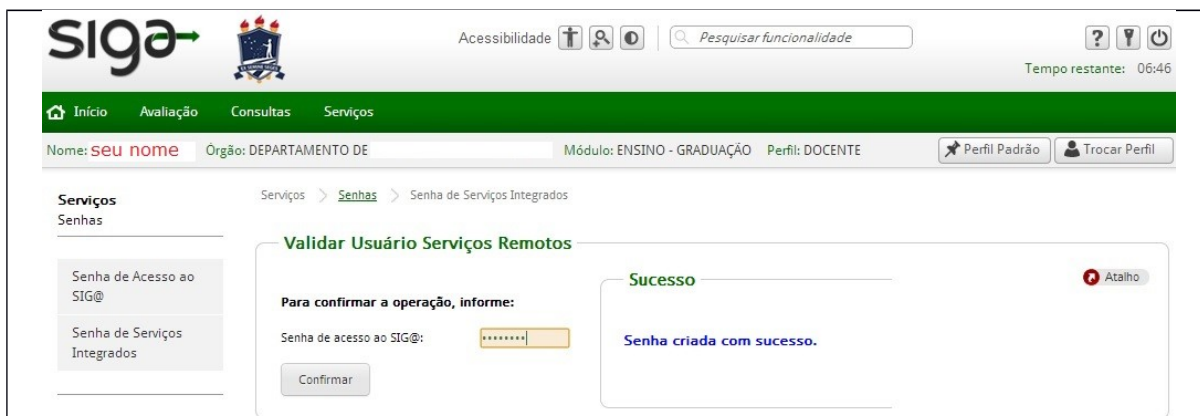 SIG@
Acessibilidade Pesquisar funcionalidade ?
Tempo restante: 06:46
Início Avaliação Consultas Serviços
Nome: seu nome Órgão: DEPARTAMENTO DE Módulo: ENSINO - GRADUAÇÃO Perfil: DOCENTE Perfil Padrão Trocar Perfil
Serviços
Senhas
Senha de Acesso ao
SIG@
Senha de Serviços
Integrados
Serviços > Senhas > Senha de Serviços Integrados
Validar Usuário Serviços Remotos
Para confirmar a operação, informe:
Senha de acesso ao SIG@: ••••••••
Confirmar
Sucesso
Senha criada com sucesso.
Atalho